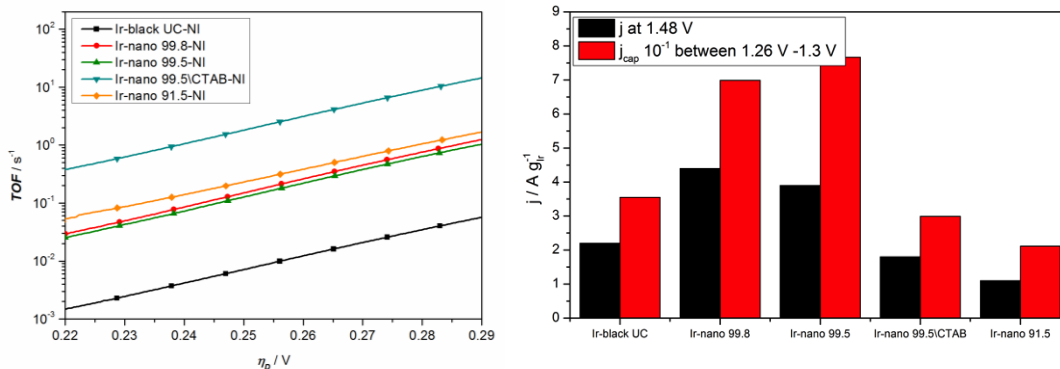 Ir-black UC-NI
Ir-nano 99.8-NI
Ir-nano 99.5-NI
Ir-nano 99.5\CTAB-NI
Ir-nano 91.5-NI
TOF / s⁻¹
10²
10¹
10⁰
10⁻¹
10⁻²
10⁻³
0.22 0.23 0.24 0.25 0.26 0.27 0.28 0.29
ηₚ / V
j at 1.48 V
j_cap 10⁻¹ between 1.26 V -1.3 V
j / A g⁻¹_Ir
9
8
7
6
5
4
3
2
1
0
Ir-black UC Ir-nano 99.8 Ir-nano 99.5 Ir-nano 99.5\CTAB Ir-nano 91.5